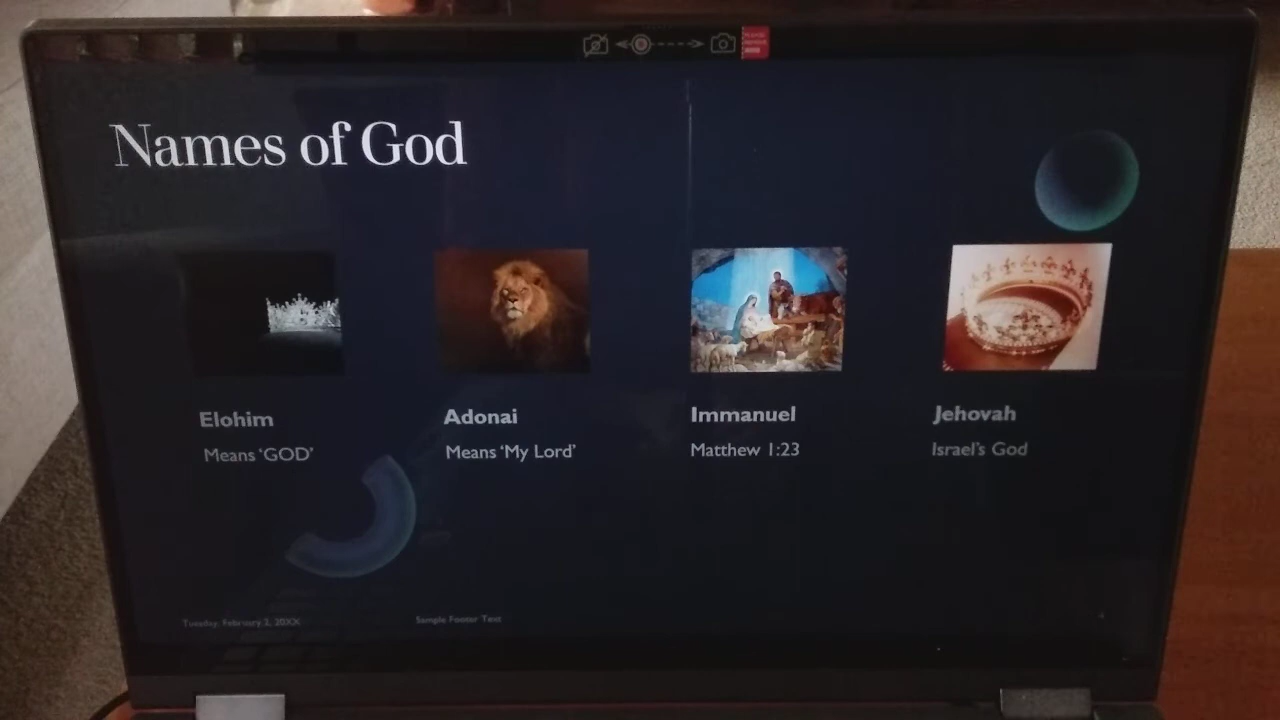 Names of God
Elohim
Means ‘GOD’
Adonai
Means ‘My Lord’
Immanuel
Matthew 1:23
Jehovah
Israel’s God
Tuesday, February 2, 20XX
Sample Footer Text